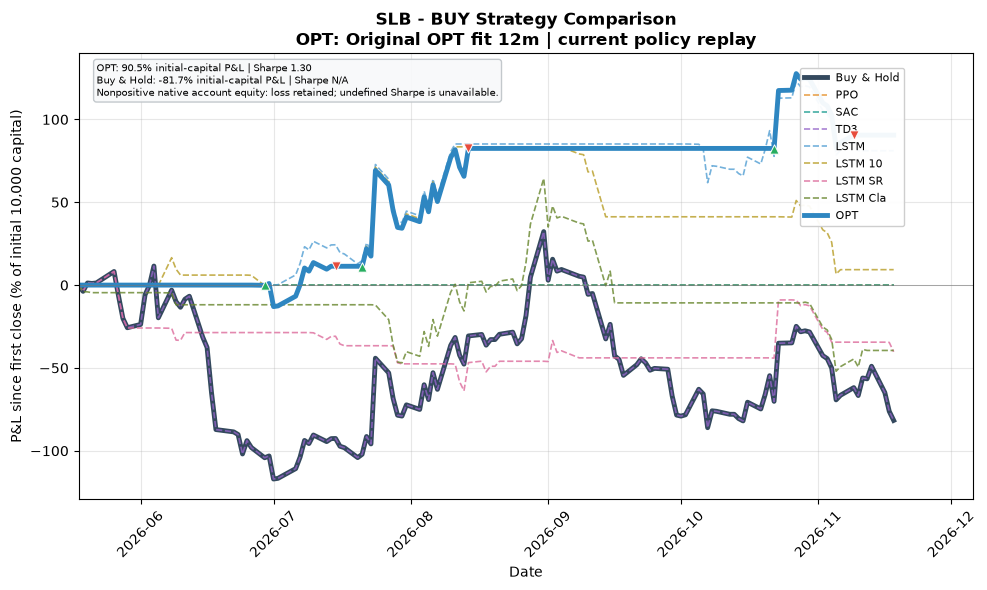 SLB - BUY Strategy Comparison
OPT: Original OPT fit 12m | current policy replay
OPT: 90.5% initial-capital P&L | Sharpe 1.30
Buy & Hold: -81.7% initial-capital P&L | Sharpe N/A
Nonpositive native account equity: loss retained; undefined Sharpe is unavailable.
Buy & Hold
PPO
SAC
TD3
LSTM
LSTM 10
LSTM SR
LSTM Cla
OPT
P&L since first close (% of initial 10,000 capital)
100
50
0
−50
−100
2026-06
2026-07
2026-08
2026-09
2026-10
2026-11
2026-12
Date